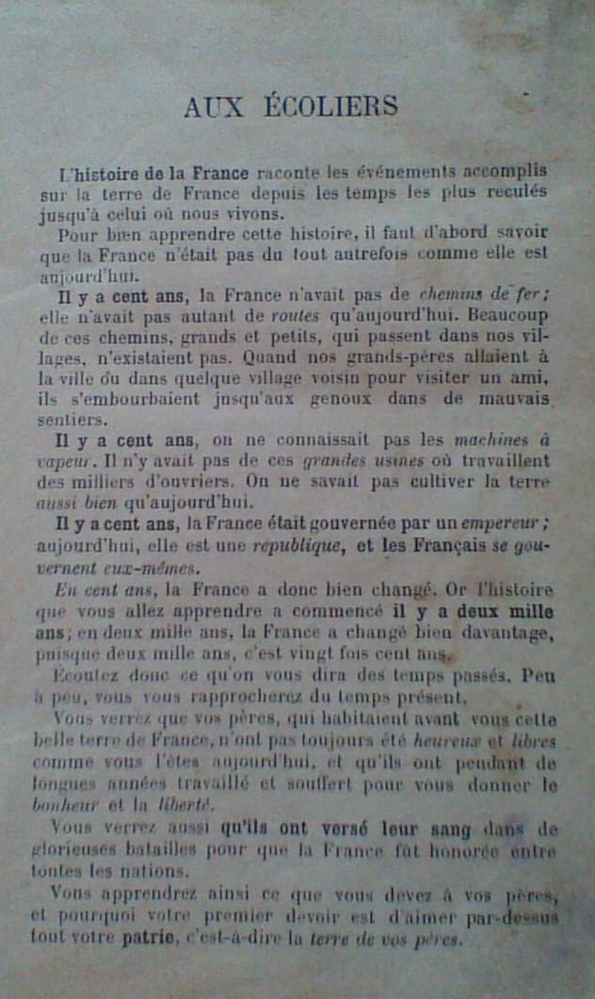 AUX ÉCOLIERS
L'histoire de la France raconte les événements accomplis
sur la terre de France depuis les temps les plus reculés
jusqu'à celui où nous vivons.
Pour bien apprendre cette histoire, il faut d'abord savoir
que la France n'était pas du tout autrefois comme elle est
aujourd'hui.
Il y a cent ans, la France n'avait pas de chemins de fer;
elle n'avait pas autant de routes qu'aujourd'hui. Beaucoup
de ces chemins, grands et petits, qui passent dans nos vil-
lages, n'existaient pas. Quand nos grands-pères allaient à
la ville ou dans quelque village voisin pour visiter un ami,
ils s'embourbaient jusqu'aux genoux dans de mauvais
sentiers.
Il y a cent ans, on ne connaissait pas les machines à
vapeur. Il n'y avait pas de ces grandes usines où travaillent
des milliers d'ouvriers. On ne savait pas cultiver la terre
aussi bien qu'aujourd'hui.
Il y a cent ans, la France était gouvernée par un empereur;
aujourd'hui, elle est une république, et les Français se gou-
vernent eux-mêmes.
En cent ans, la France a donc bien changé. Or l'histoire
que vous allez apprendre a commencé il y a deux mille
ans; en deux mille ans, la France a changé bien davantage,
puisque deux mille ans, c'est vingt fois cent ans.
Écoutez donc ce qu'on vous dira des temps passés. Peu
à peu, vous vous rapprocherez du temps présent.
Vous verrez que vos pères, qui habitaient avant vous cette
belle terre de France, n'ont pas toujours été heureux et libres
comme vous l'êtes aujourd'hui, et qu'ils ont pendant de
longues années travaillé et souffert pour vous donner le
bonheur et la liberté.
Vous verrez aussi qu'ils ont versé leur sang dans de
glorieuses batailles pour que la France fût honorée entre
toutes les nations.
Vous apprendrez ainsi ce que vous devez à vos pères,
et pourquoi votre premier devoir est d'aimer par-dessus
tout votre patrie, c'est-à-dire la terre de vos pères.